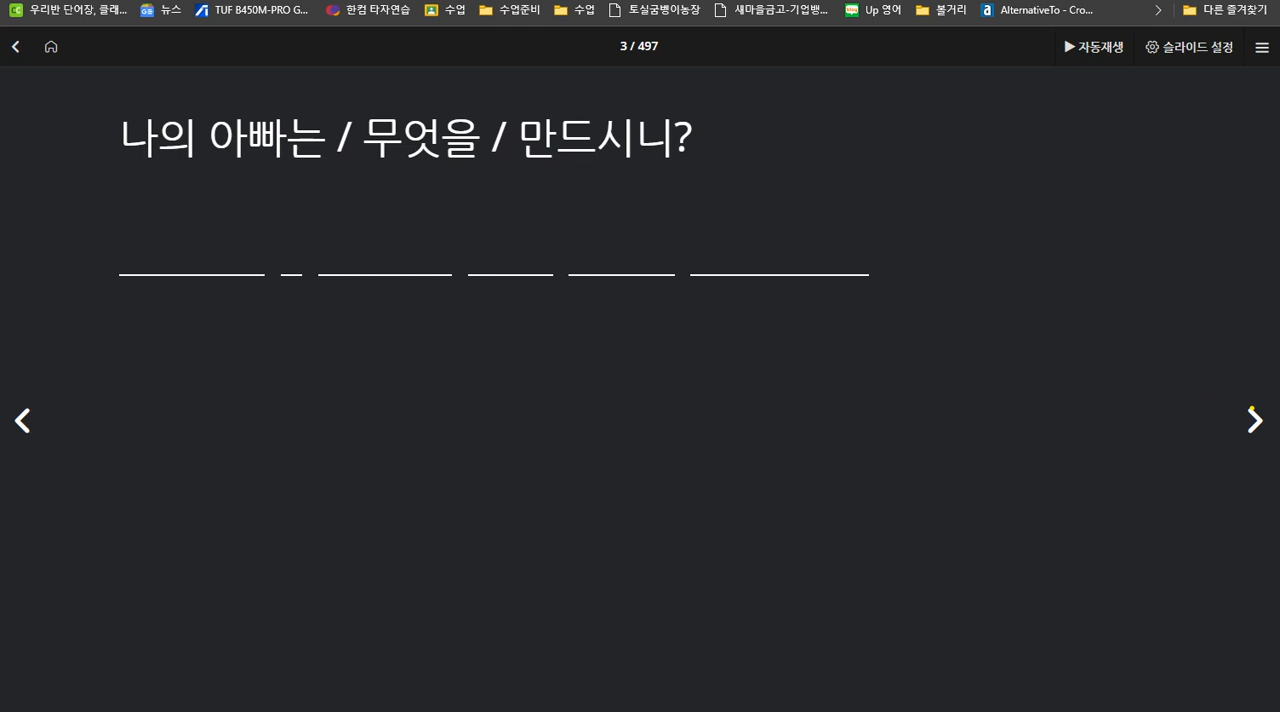 우리반 단어장, 클래... 뉴스 TUF B450M-PRO G... 한컴 타자연습 수업 수업준비 수업 토실굼벵이농장 새마을금고-기업뱅... Up 영어 볼거리 AlternativeTo - Cro... 다른 즐겨찾기
3 / 497 자동재생 슬라이드 설정
나의 아빠는 / 무엇을 / 만드시니?